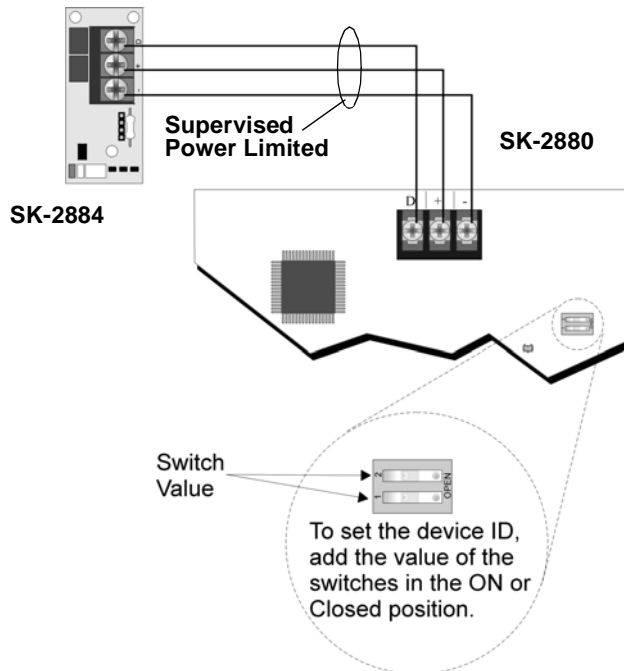 D
+
-
Supervised
Power Limited
SK-2880
SK-2884
D + -
Switch
Value
2
1
OPEN
To set the device ID,
add the value of the
switches in the ON or
Closed position.